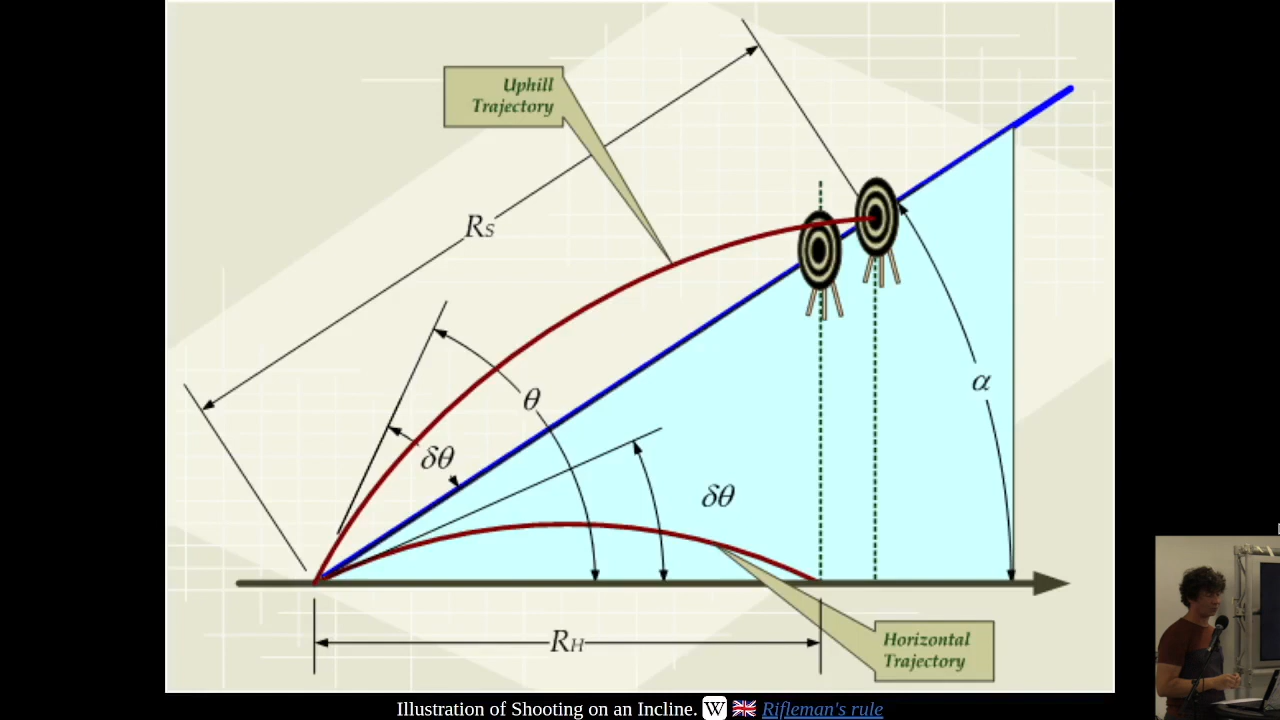 Uphill
Trajectory
RS
θ
δθ
δθ
α
RH
Horizontal
Trajectory
Illustration of Shooting on an Incline. W Rifleman's rule